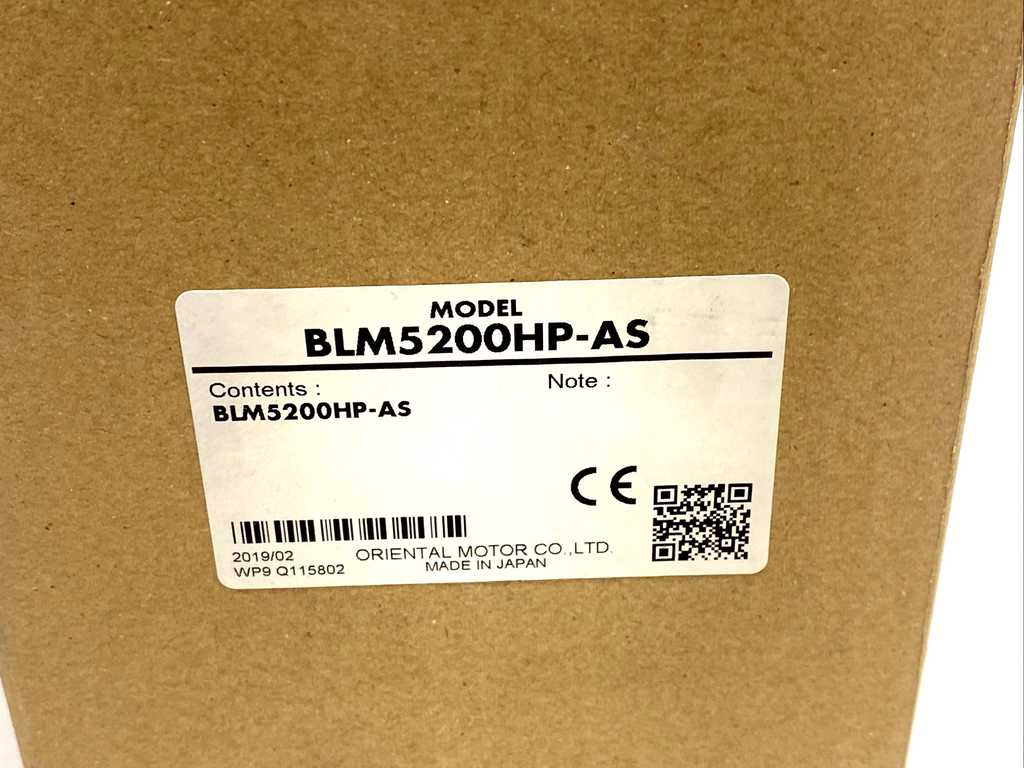 MODEL
BLM5200HP-AS
Contents :
Note :
BLM5200HP-AS
CE
2019/02
WP9 Q115802
ORIENTAL MOTOR CO.,LTD.
MADE IN JAPAN